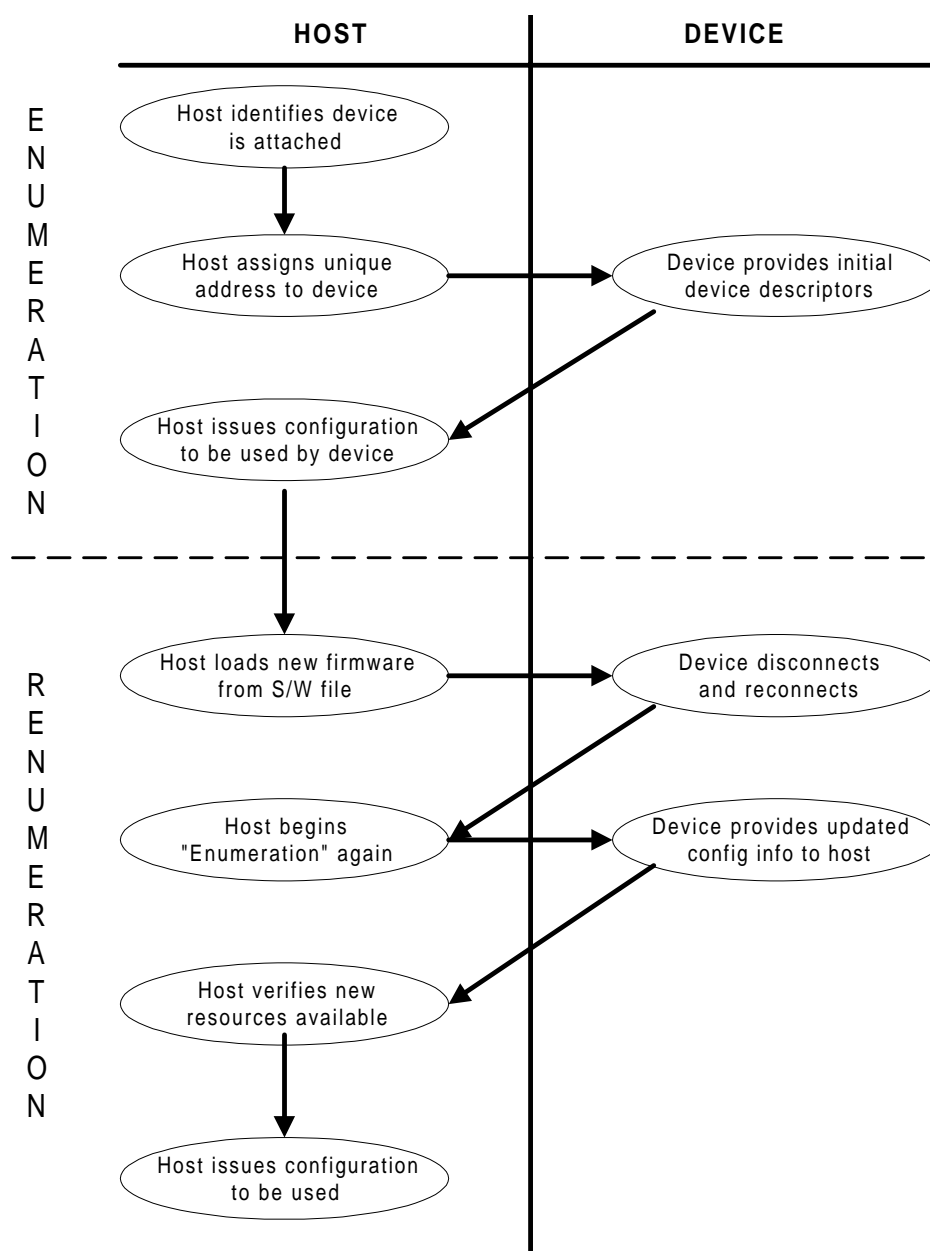 HOST
DEVICE
ENUMERATION
Host identifies device
is attached
Host assigns unique
address to device
Device provides initial
device descriptors
Host issues configuration
to be used by device
RENUMERATION
Host loads new firmware
from S/W file
Device disconnects
and reconnects
Host begins
"Enumeration" again
Device provides updated
config info to host
Host verifies new
resources available
Host issues configuration
to be used